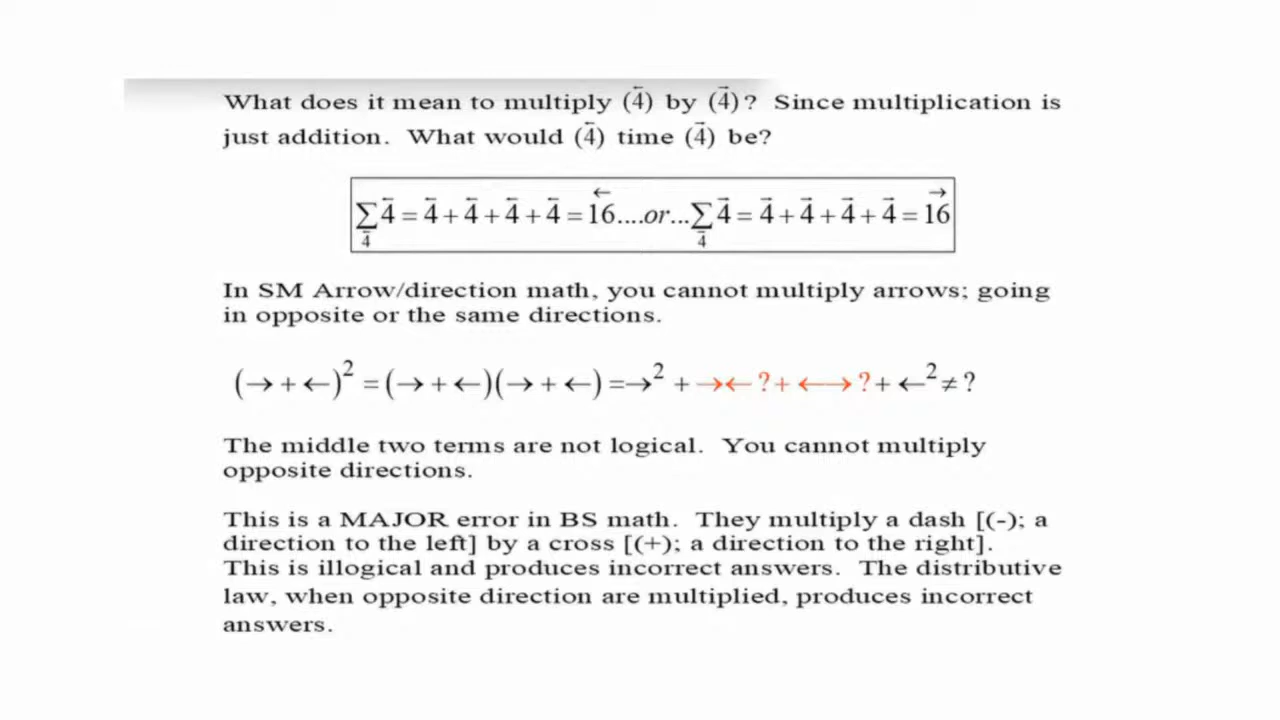 What does it mean to multiply (4⃖) by (4⃗)? Since multiplication is
just addition. What would (4⃖) time (4⃗) be?
∑_4⃖ 4⃖ = 4⃖ + 4⃖ + 4⃖ + 4⃖ = 16⃖....or...∑_4⃖ 4⃗ = 4⃗ + 4⃗ + 4⃗ + 4⃗ = 16⃗
In SM Arrow/direction math, you cannot multiply arrows; going
in opposite or the same directions.
(→ + ←)² = (→ + ←)(→ + ←) = →² + →← ? + ←→ ? + ←² ≠ ?
The middle two terms are not logical. You cannot multiply
opposite directions.
This is a MAJOR error in BS math. They multiply a dash [(-); a
direction to the left] by a cross [(+); a direction to the right].
This is illogical and produces incorrect answers. The distributive
law, when opposite direction are multiplied, produces incorrect
answers.